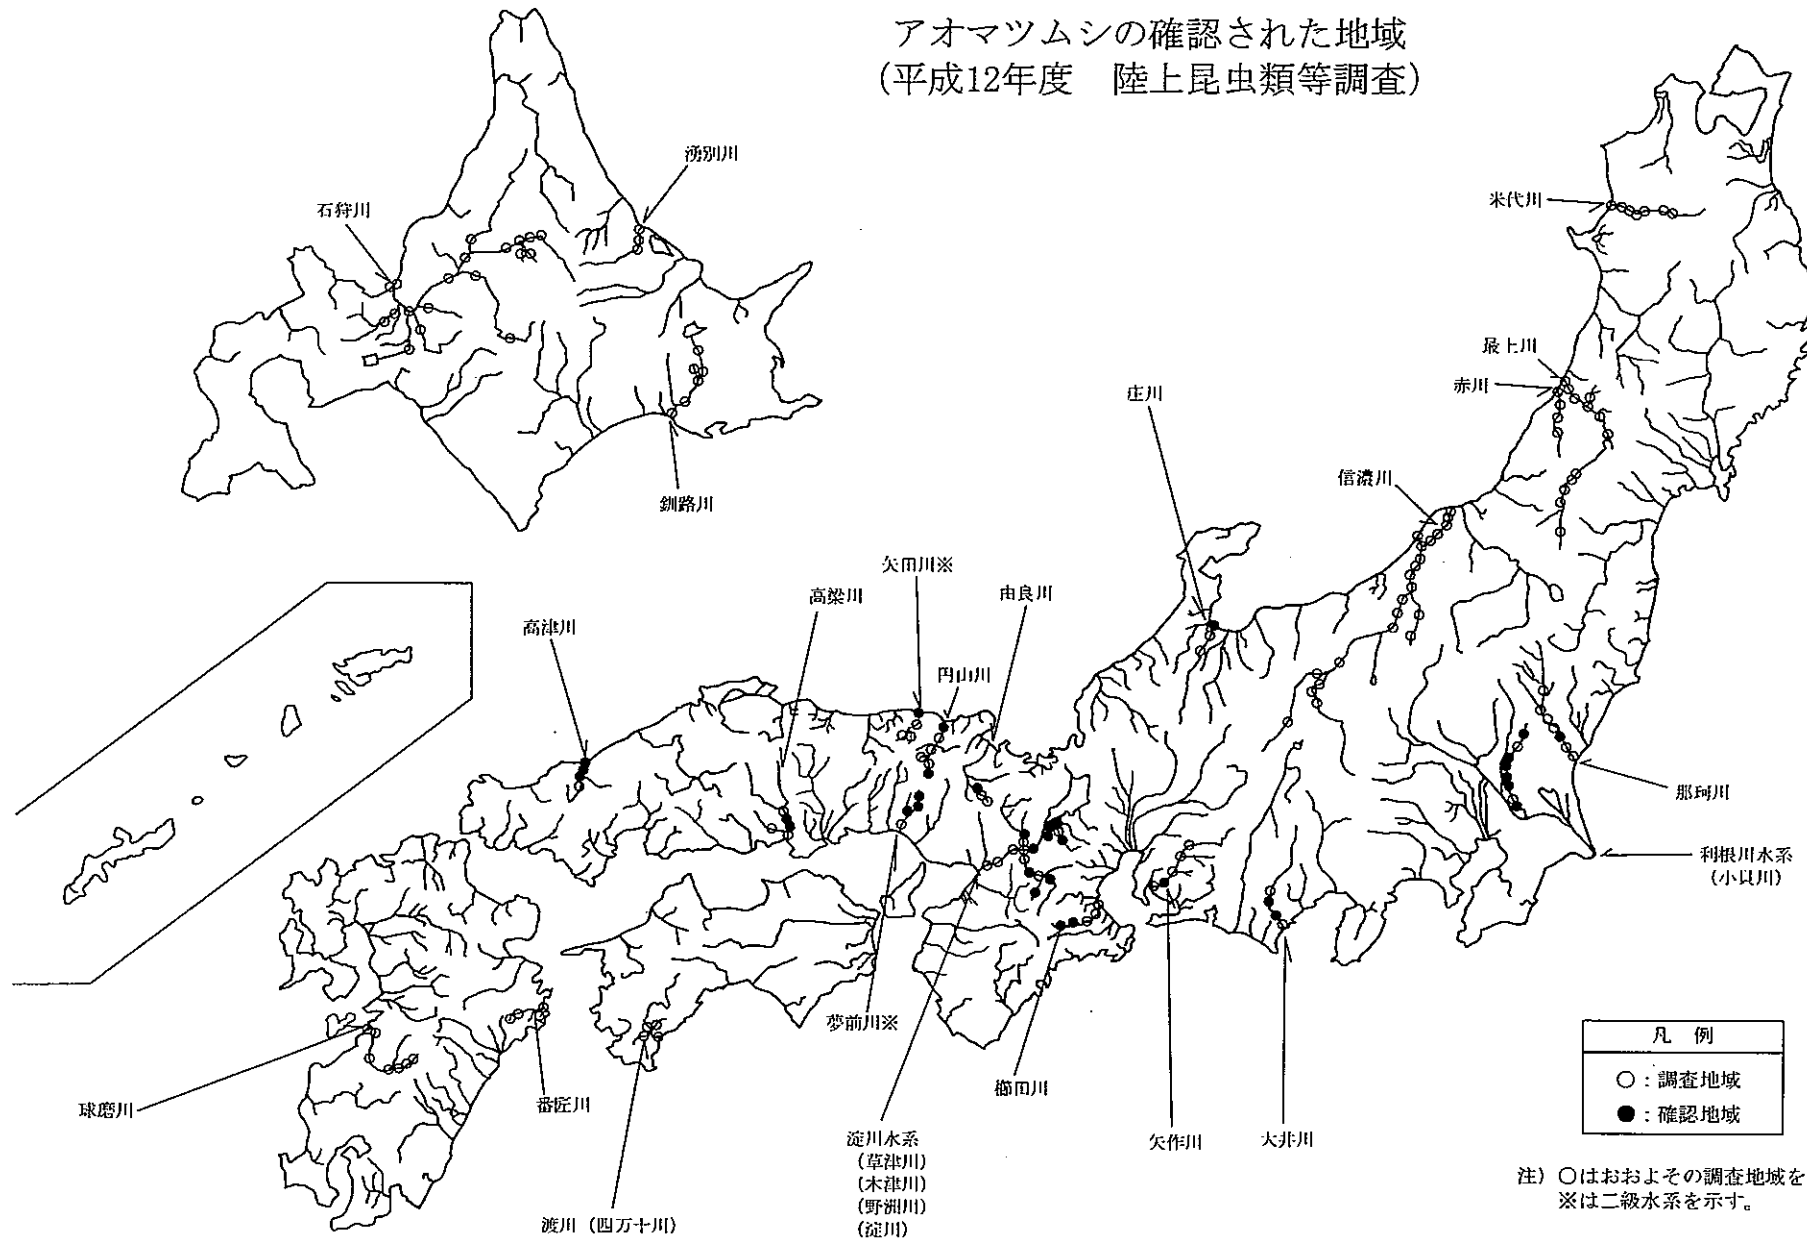 アオマツムシの確認された地域
(平成12年度 陸上昆虫類等調査)
湧別川
石狩川
釧路川
米代川
最上川
赤川
庄川
信濃川
矢田川※
高梁川
由良川
高津川
円山川
那珂川
利根川水系
(小貝川)
夢前川※
櫛田川
球磨川
番匠川
淀川水系
(草津川)
(木津川)
(野洲川)
(淀川)
矢作川
大井川
渡川(四万十川)
凡 例
○:調査地域
●:確認地域
注) ○はおおよその調査地域を
※は二級水系を示す。